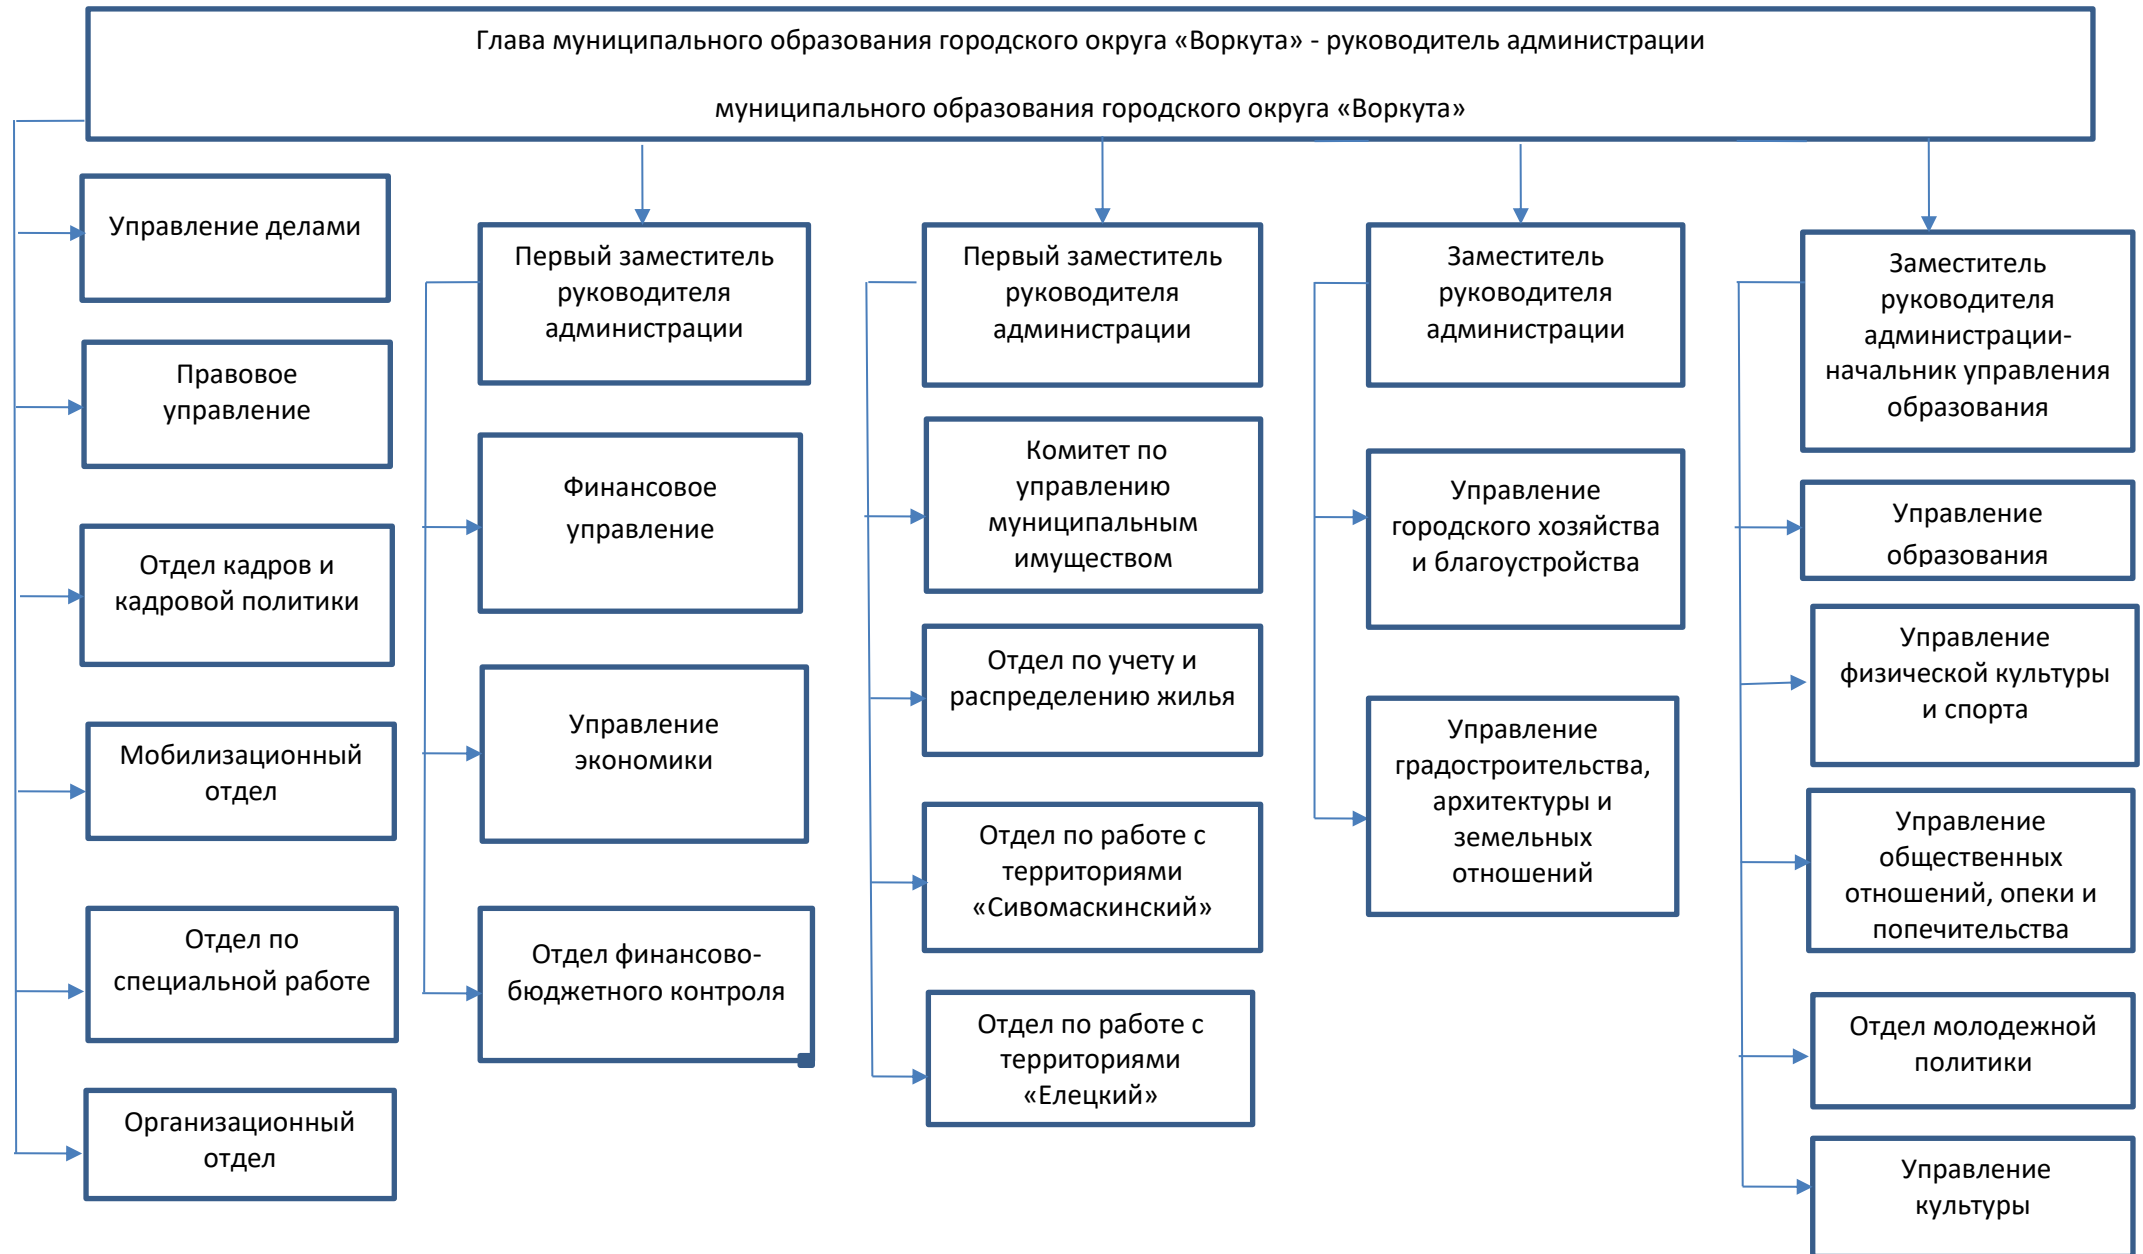 Глава муниципального образования городского округа «Воркута» - руководитель администрации
муниципального образования городского округа «Воркута»
Управление делами
Правовое
управление
Отдел кадров и
кадровой политики
Мобилизационный
отдел
Отдел по
специальной работе
Организационный
отдел
Первый заместитель
руководителя
администрации
Финансовое
управление
Управление
экономики
Отдел финансово-
бюджетного контроля
Первый заместитель
руководителя
администрации
Комитет по
управлению
муниципальным
имуществом
Отдел по учету и
распределению жилья
Отдел по работе с
территориями
«Сивомаскинский»
Отдел по работе с
территориями
«Елецкий»
Заместитель
руководителя
администрации
Управление
городского хозяйства
и благоустройства
Управление
градостроительства,
архитектуры и
земельных
отношений
Заместитель
руководителя
администрации-
начальник управления
образования
Управление
образования
Управление
физической культуры
и спорта
Управление
общественных
отношений, опеки и
попечительства
Отдел молодежной
политики
Управление
культуры